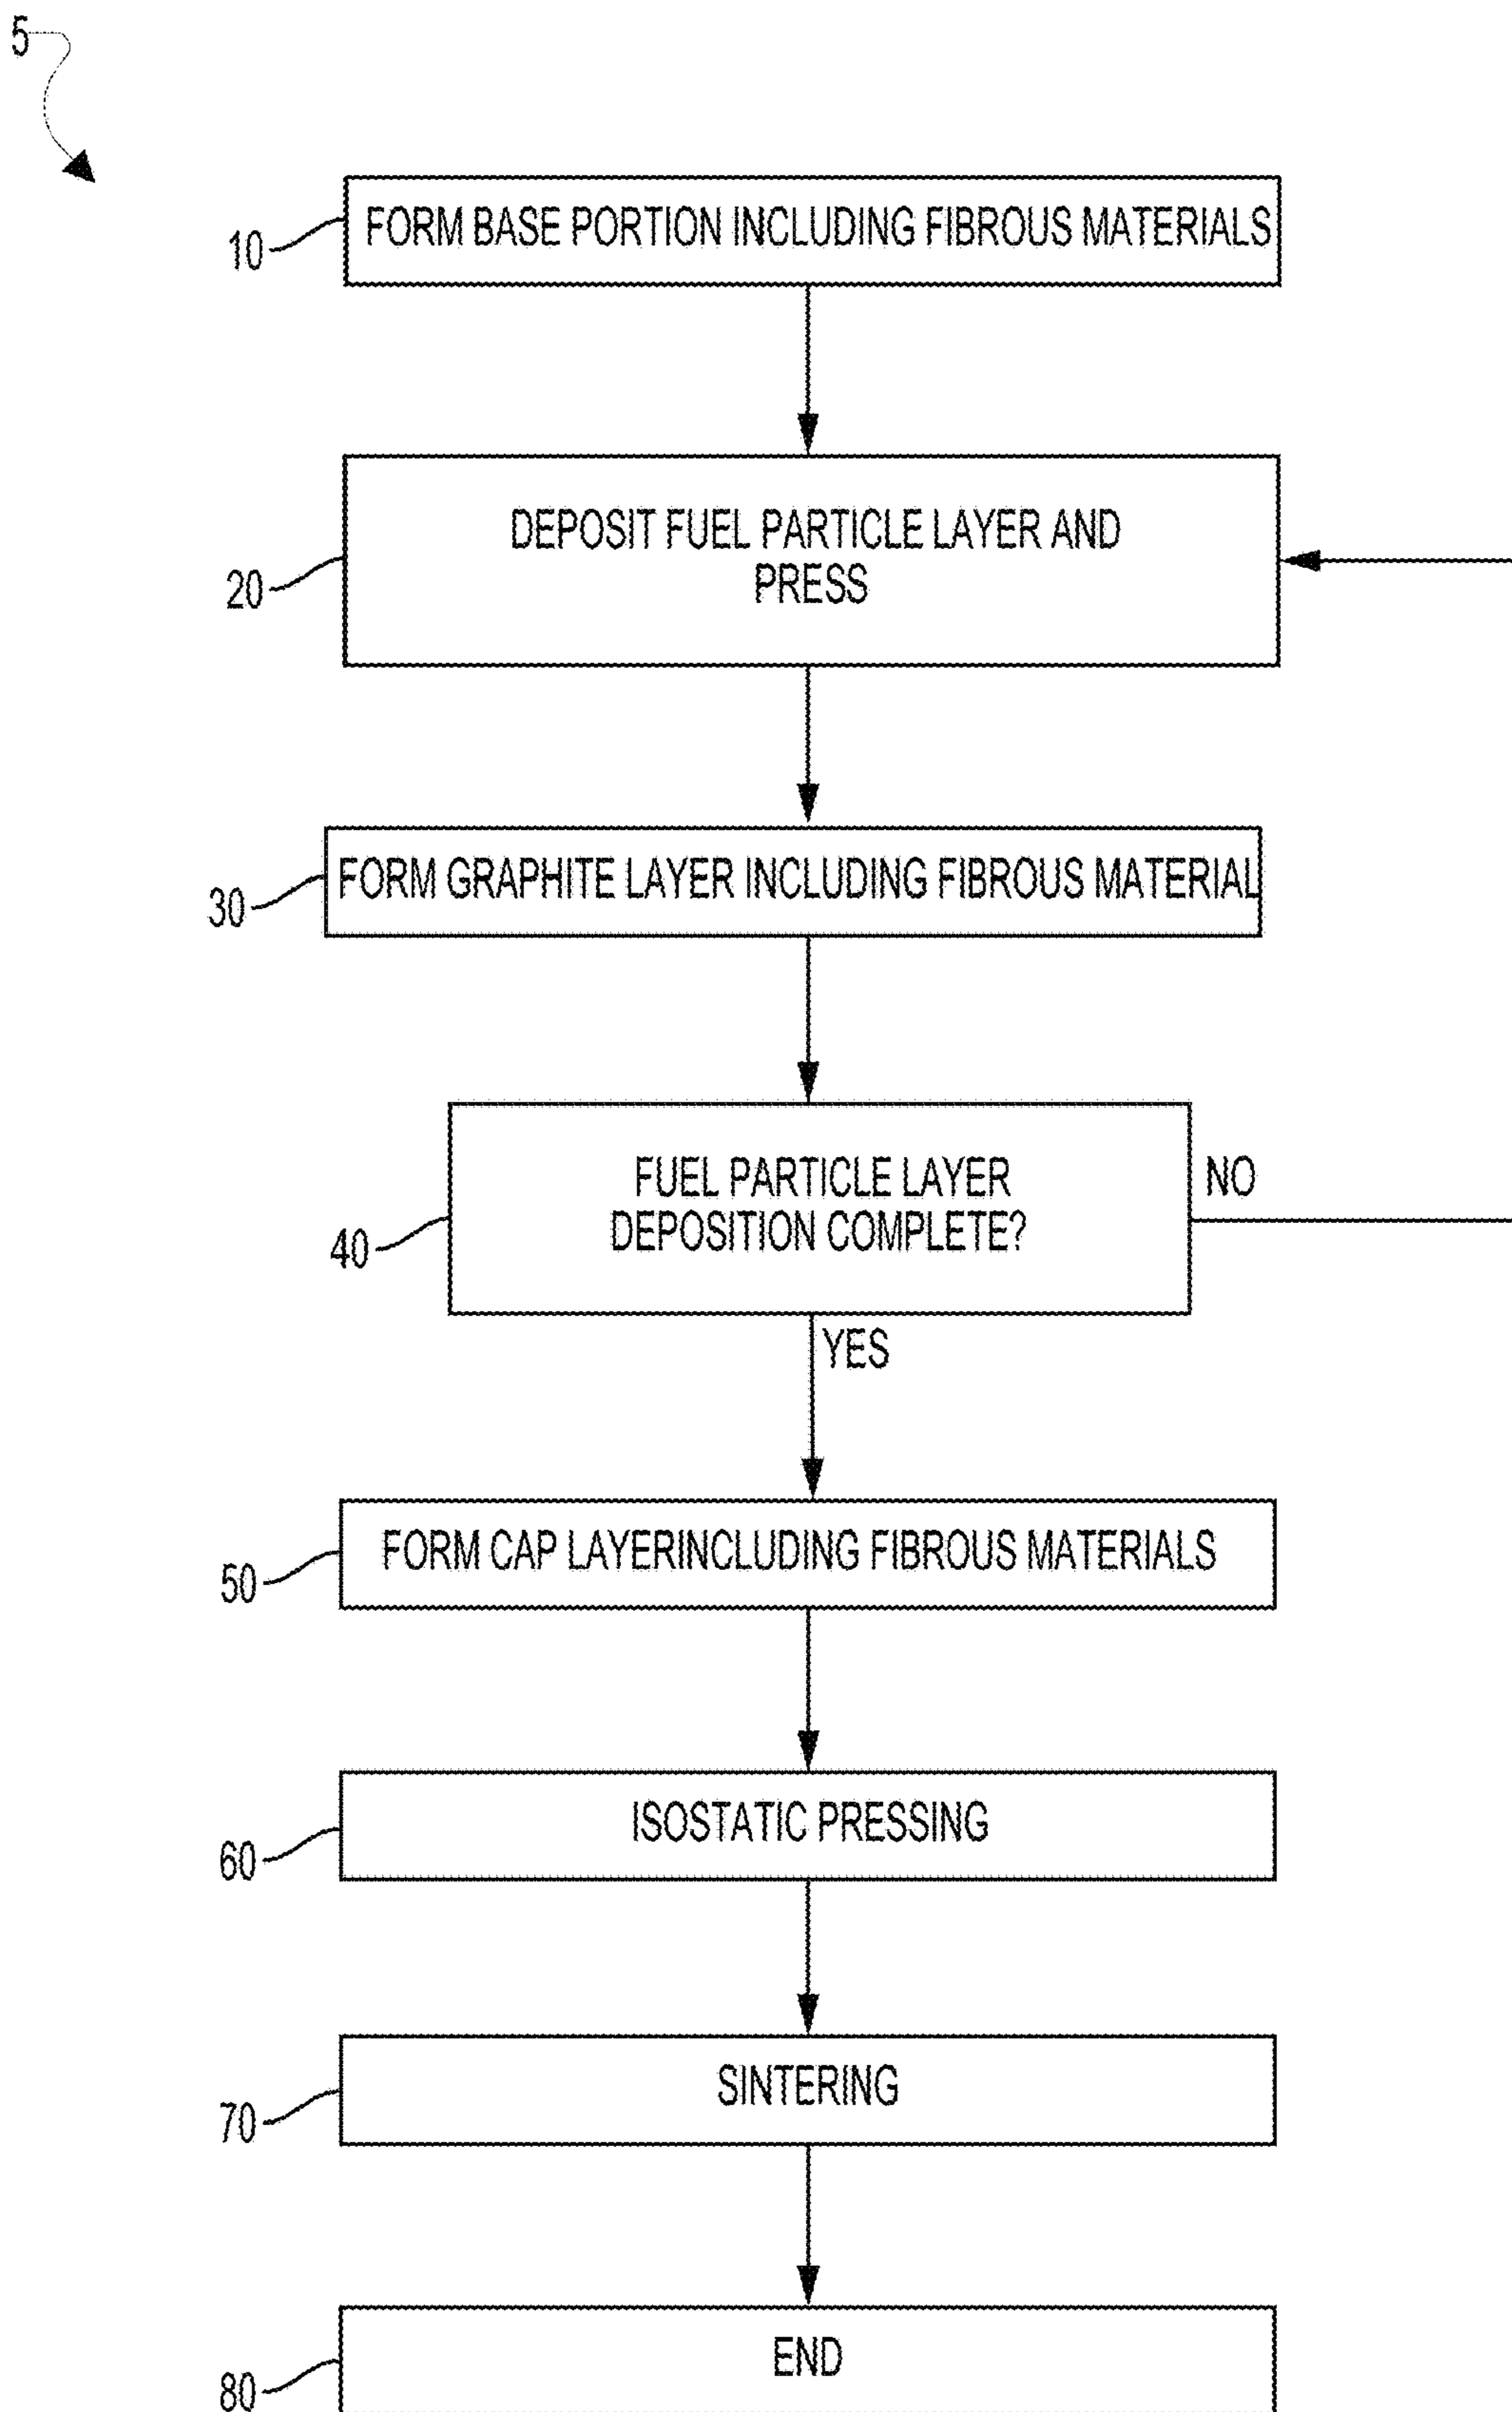 5
10
FORM BASE PORTION INCLUDING FIBROUS MATERIALS
20
DEPOSIT FUEL PARTICLE LAYER AND
PRESS
30
FORM GRAPHITE LAYER INCLUDING FIBROUS MATERIAL
40
FUEL PARTICLE LAYER
DEPOSITION COMPLETE?
NO
YES
50
FORM CAP LAYERINCLUDING FIBROUS MATERIALS
60
ISOSTATIC PRESSING
70
SINTERING
80
END